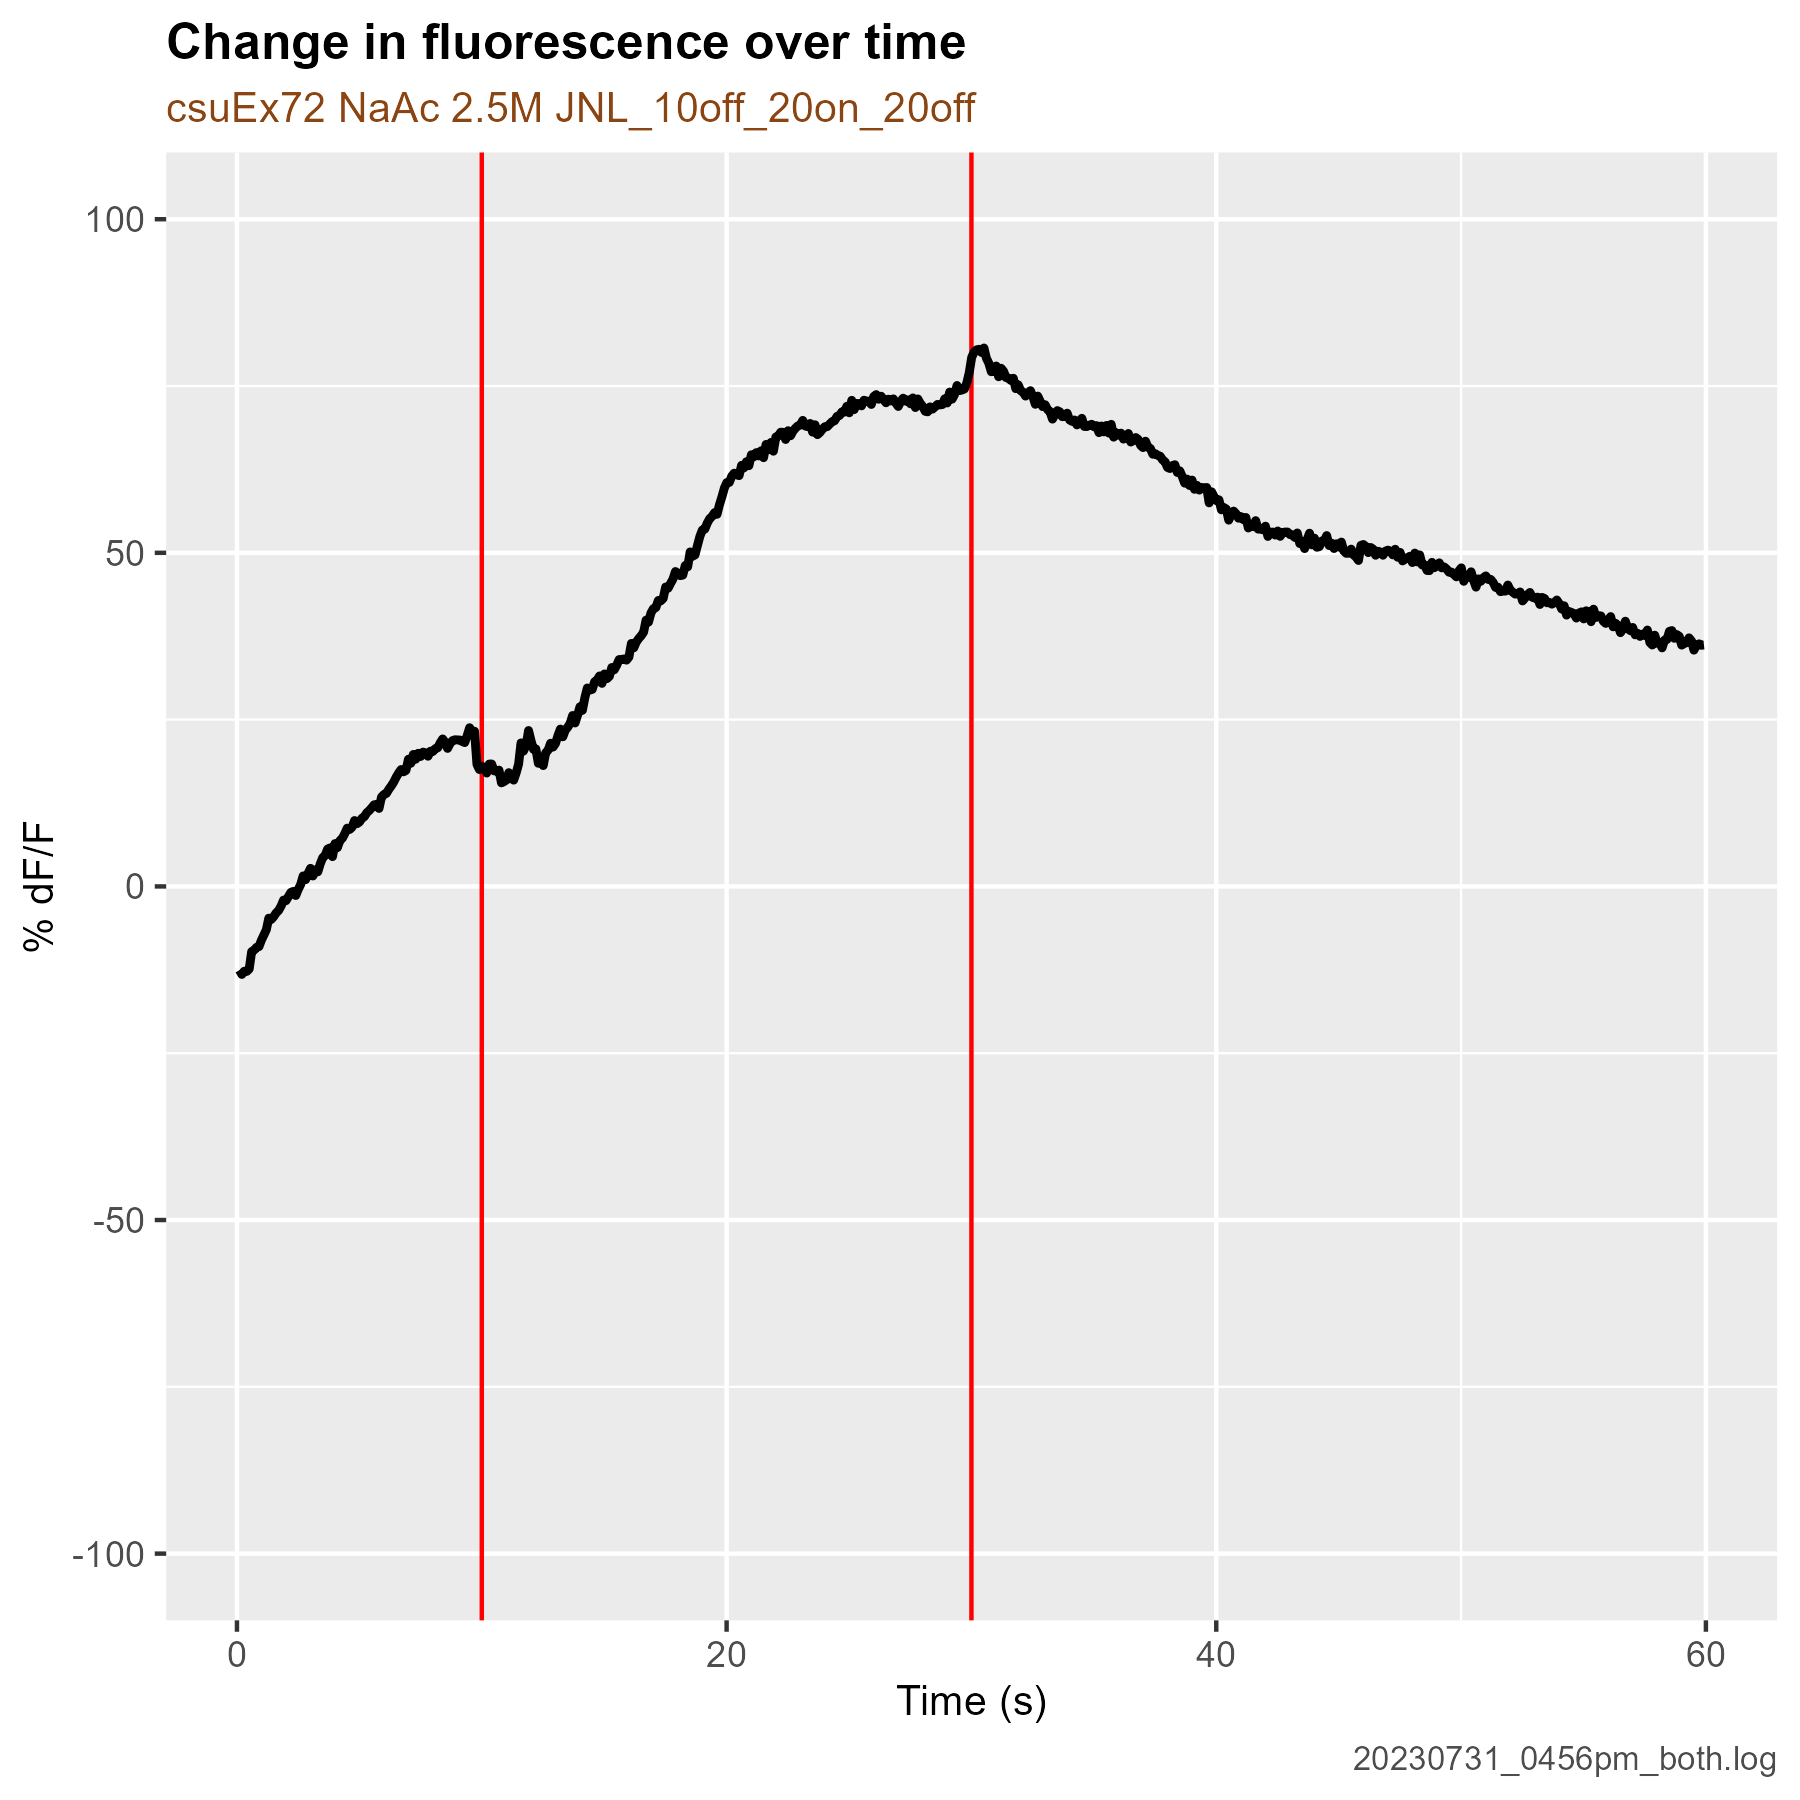 Change in fluorescence over time
csuEx72 NaAc 2.5M JNL_10off_20on_20off
100
50
0
-50
-100
% dF/F
0 20 40 60
Time (s)
20230731_0456pm_both.log